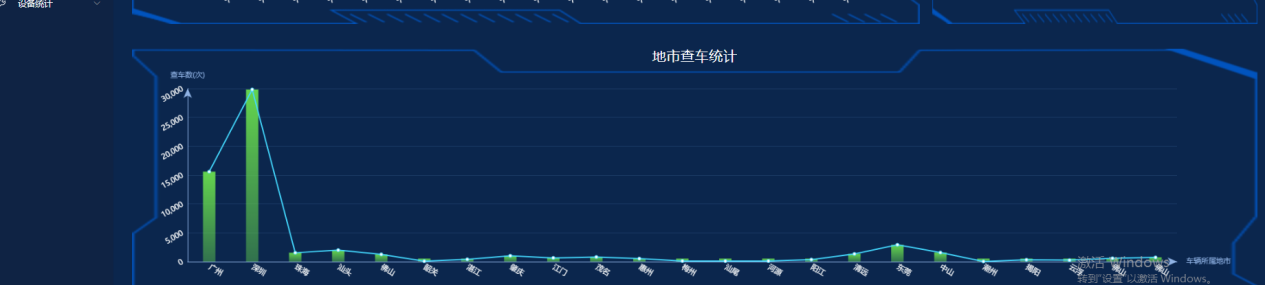 设备统计
地市查车统计
查车数(次)
30,000
25,000
20,000
15,000
10,000
5,000
0
广州
深圳
珠海
汕头
佛山
韶关
湛江
肇庆
江门
茂名
惠州
梅州
汕尾
河源
阳江
清远
东莞
中山
潮州
揭阳
云浮
车辆所属地市
激活 Windows
转到"设置"以激活 Windows。